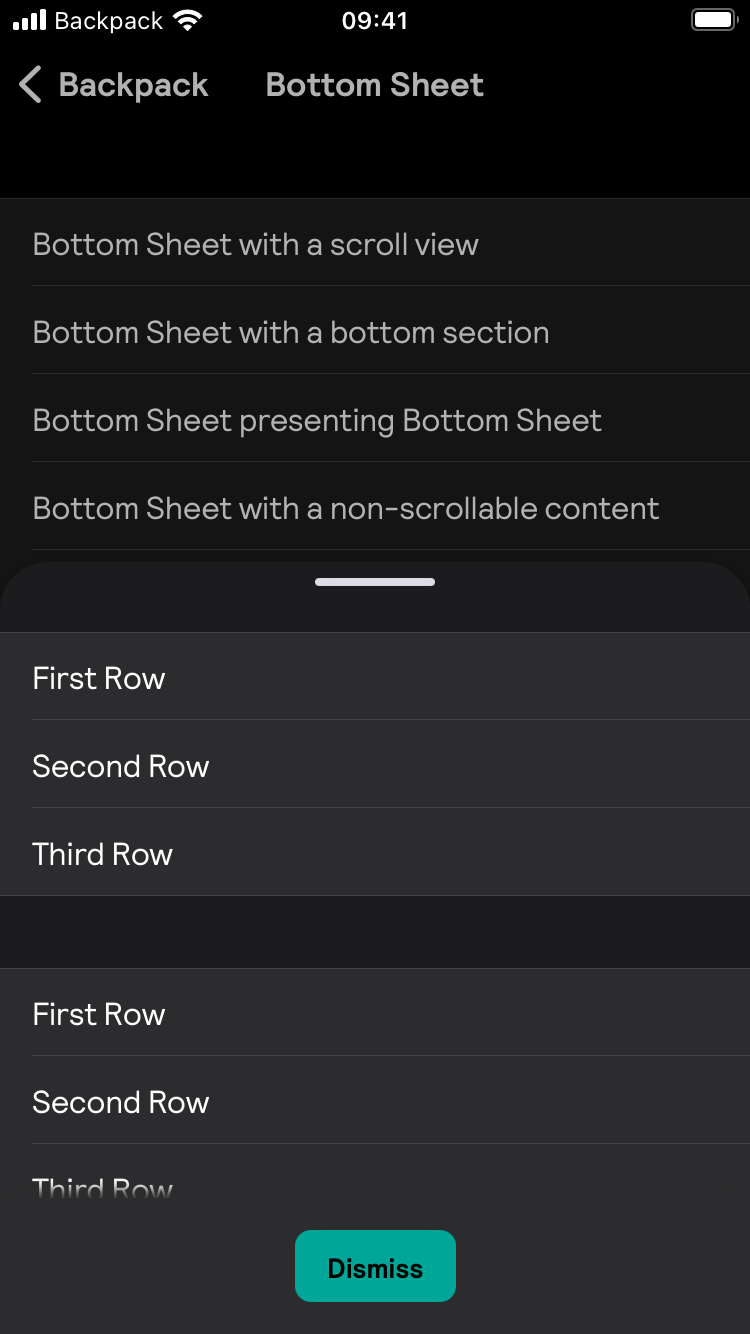 Backpack 09:41
Backpack Bottom Sheet
Bottom Sheet with a scroll view
Bottom Sheet with a bottom section
Bottom Sheet presenting Bottom Sheet
Bottom Sheet with a non-scrollable content
First Row
Second Row
Third Row
First Row
Second Row
Third Row
Dismiss